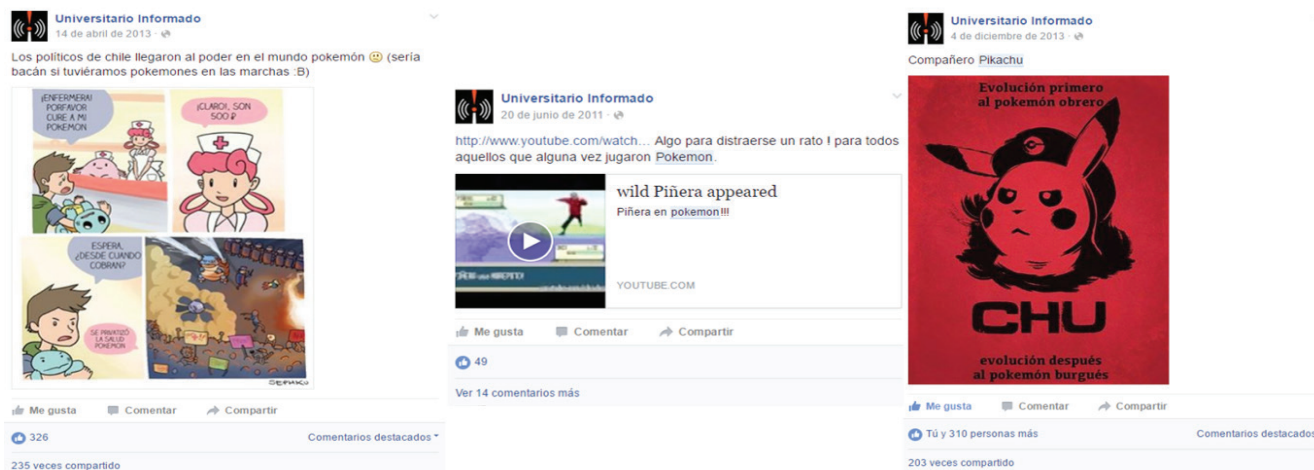 Universitario Informado
14 de abril de 2013
Los políticos de chile llegaron al poder en el mundo pokemón 🙁 (sería
bacán si tuviéramos pokemones en las marchas :B)
¡ENFERMERA!
PORFAVOR
CURE A MI
POKEMON
¡CLARO!, SON
500 ₽
ESPERA,
¿DESDE CUANDO
COBRAN?
SE PRIVATIZÓ
LA SALUD
POKEMON
Me gusta Comentar Compartir
326 Comentarios destacados
235 veces compartido
Universitario Informado
20 de junio de 2011
http://www.youtube.com/watch... Algo para distraerse un rato ! para todos
aquellos que alguna vez jugaron Pokemon.
wild Piñera appeared
Piñera en pokemon!!!
YOUTUBE.COM
Me gusta Comentar Compartir
49
Ver 14 comentarios más
Universitario Informado
4 de diciembre de 2013
Compañero Pikachu
Evolución primero
al pokemón obrero
CHU
evolución después
al pokemón burgués
Me gusta Comentar Compartir
Tú y 310 personas más Comentarios destacados
203 veces compartido